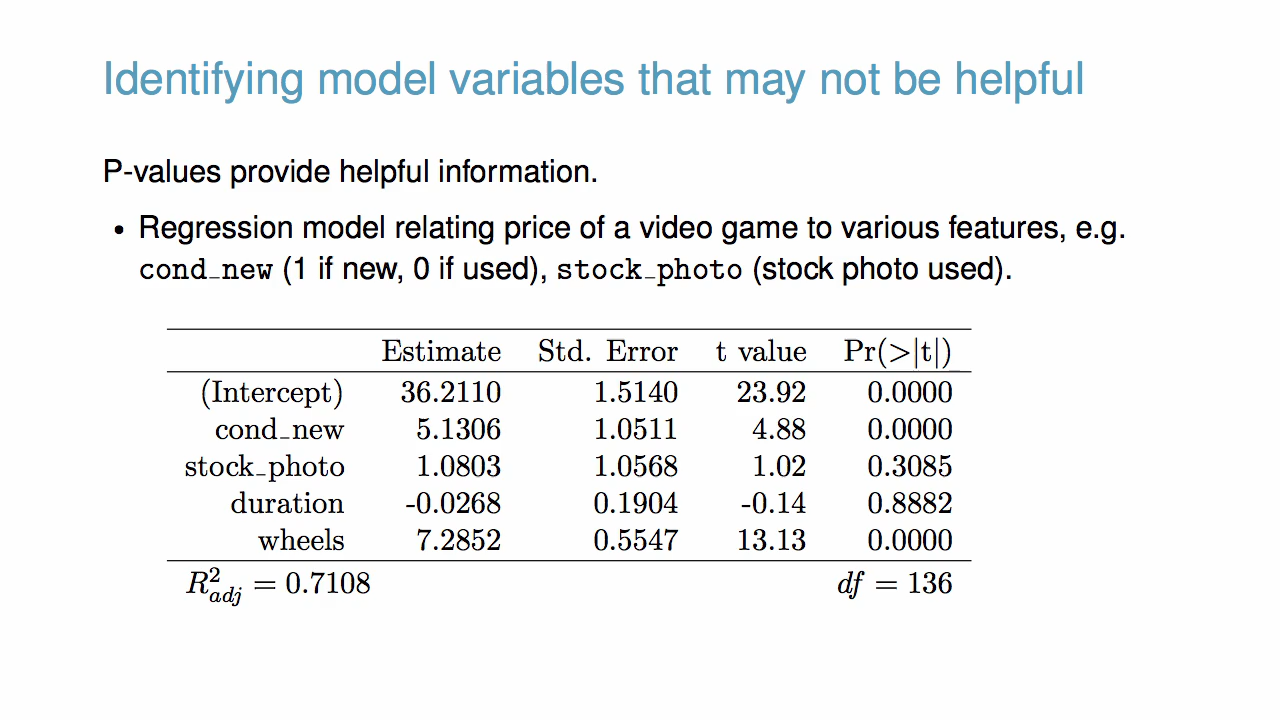 Identifying model variables that may not be helpful
P-values provide helpful information.
• Regression model relating price of a video game to various features, e.g.
cond_new (1 if new, 0 if used), stock_photo (stock photo used).
Estimate Std. Error t value Pr(>|t|)
(Intercept) 36.2110 1.5140 23.92 0.0000
cond_new 5.1306 1.0511 4.88 0.0000
stock_photo 1.0803 1.0568 1.02 0.3085
duration -0.0268 0.1904 -0.14 0.8882
wheels 7.2852 0.5547 13.13 0.0000
R²adj = 0.7108 df = 136